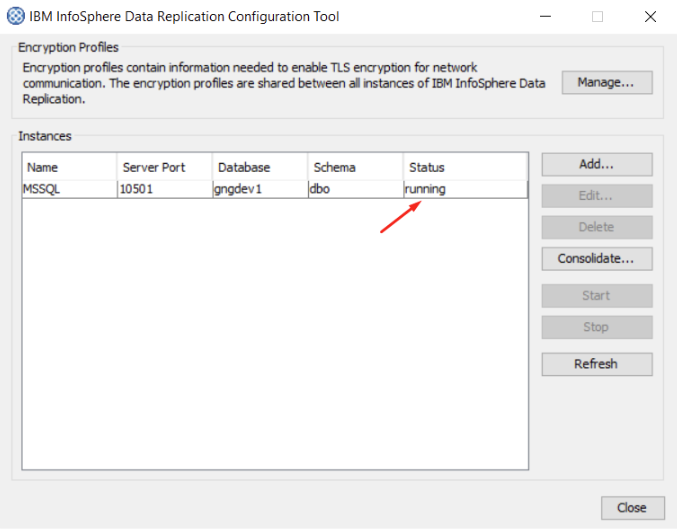 IBM InfoSphere Data Replication Configuration Tool
Encryption Profiles
Encryption profiles contain information needed to enable TLS encryption for network
communication. The encryption profiles are shared between all instances of IBM InfoSphere Data
Replication.
Manage...
Instances
Name Server Port Database Schema Status
MSSQL 10501 gngdev1 dbo running
Add...
Edit...
Delete
Consolidate...
Start
Stop
Refresh
Close